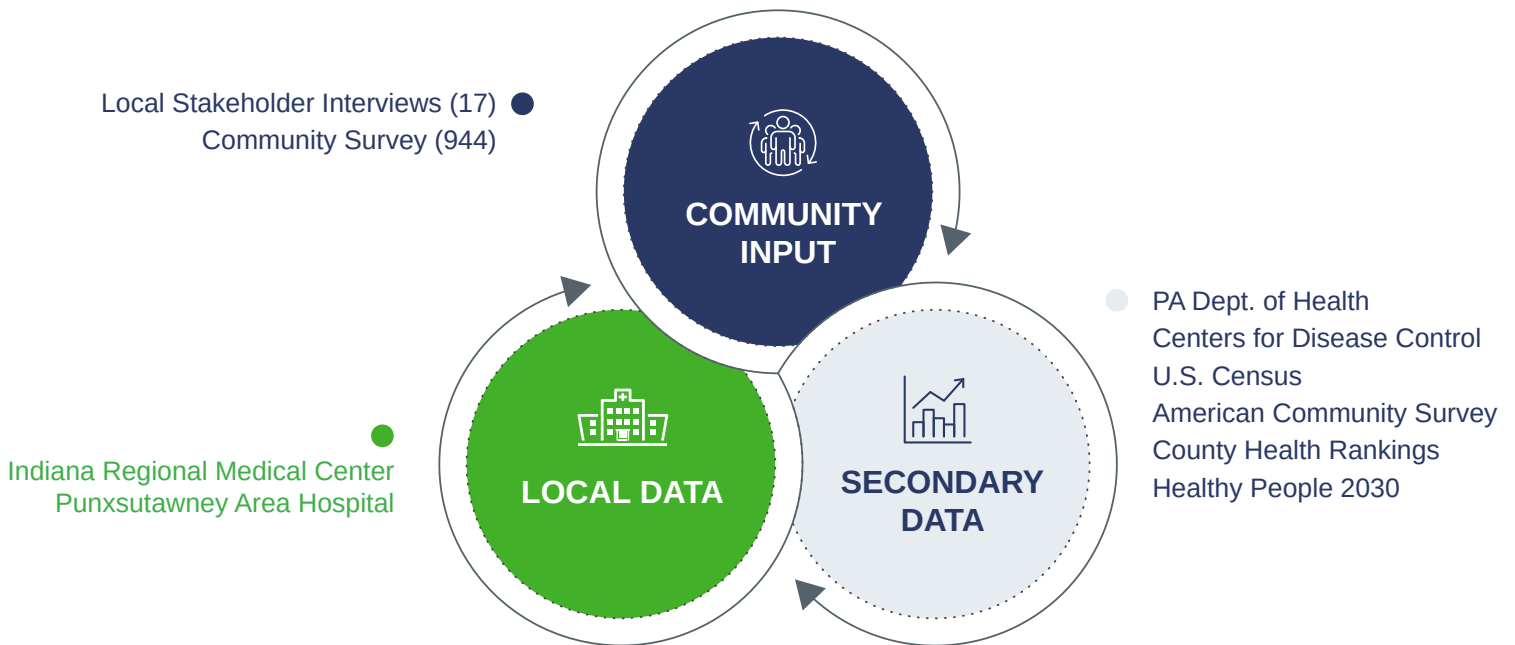 Local Stakeholder Interviews (17)
Community Survey (944)
COMMUNITY
INPUT
PA Dept. of Health
Centers for Disease Control
U.S. Census
American Community Survey
County Health Rankings
Healthy People 2030
Indiana Regional Medical Center
Punxsutawney Area Hospital
LOCAL DATA
SECONDARY
DATA